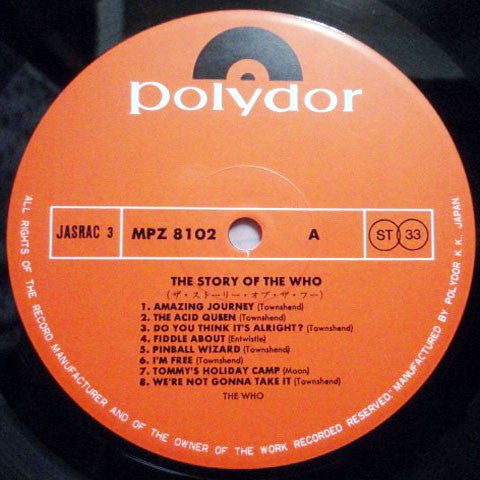 polydor
JASRAC 3 MPZ 8102 A ST 33
THE STORY OF THE WHO
(ザ・ストーリー・オブ・ザ・フー)
1. AMAZING JOURNEY (Townshend)
2. THE ACID QUEEN (Townshend)
3. DO YOU THINK IT'S ALRIGHT? (Townshend)
4. FIDDLE ABOUT (Entwistle)
5. PINBALL WIZARD (Townshend)
6. I'M FREE (Townshend)
7. TOMMY'S HOLIDAY CAMP (Moon)
8. WE'RE NOT GONNA TAKE IT (Townshend)
THE WHO
ALL RIGHTS OF THE RECORD MANUFACTURER AND OF THE OWNER OF THE WORK RECORDED RESERVED." MANUFACTURED BY POLYDOR K.K. JAPAN.